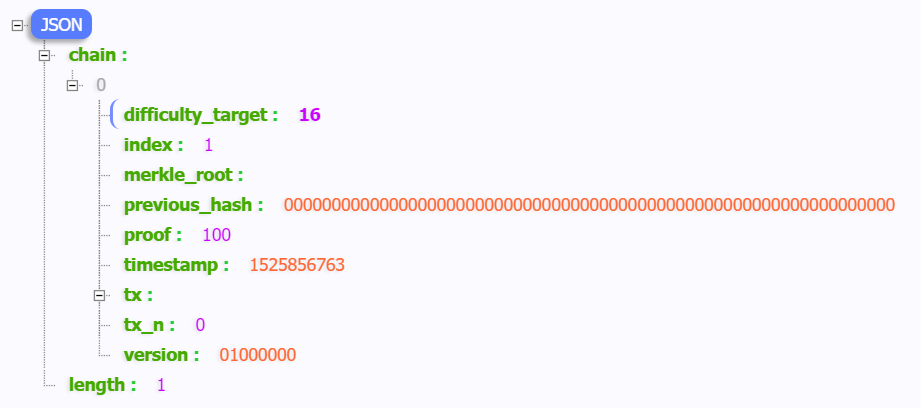 JSON
chain :
0
difficulty_target : 16
index : 1
merkle_root :
previous_hash : 0000000000000000000000000000000000000000000000000000000000000000
proof : 100
timestamp : 1525856763
tx :
tx_n : 0
version : 01000000
length : 1